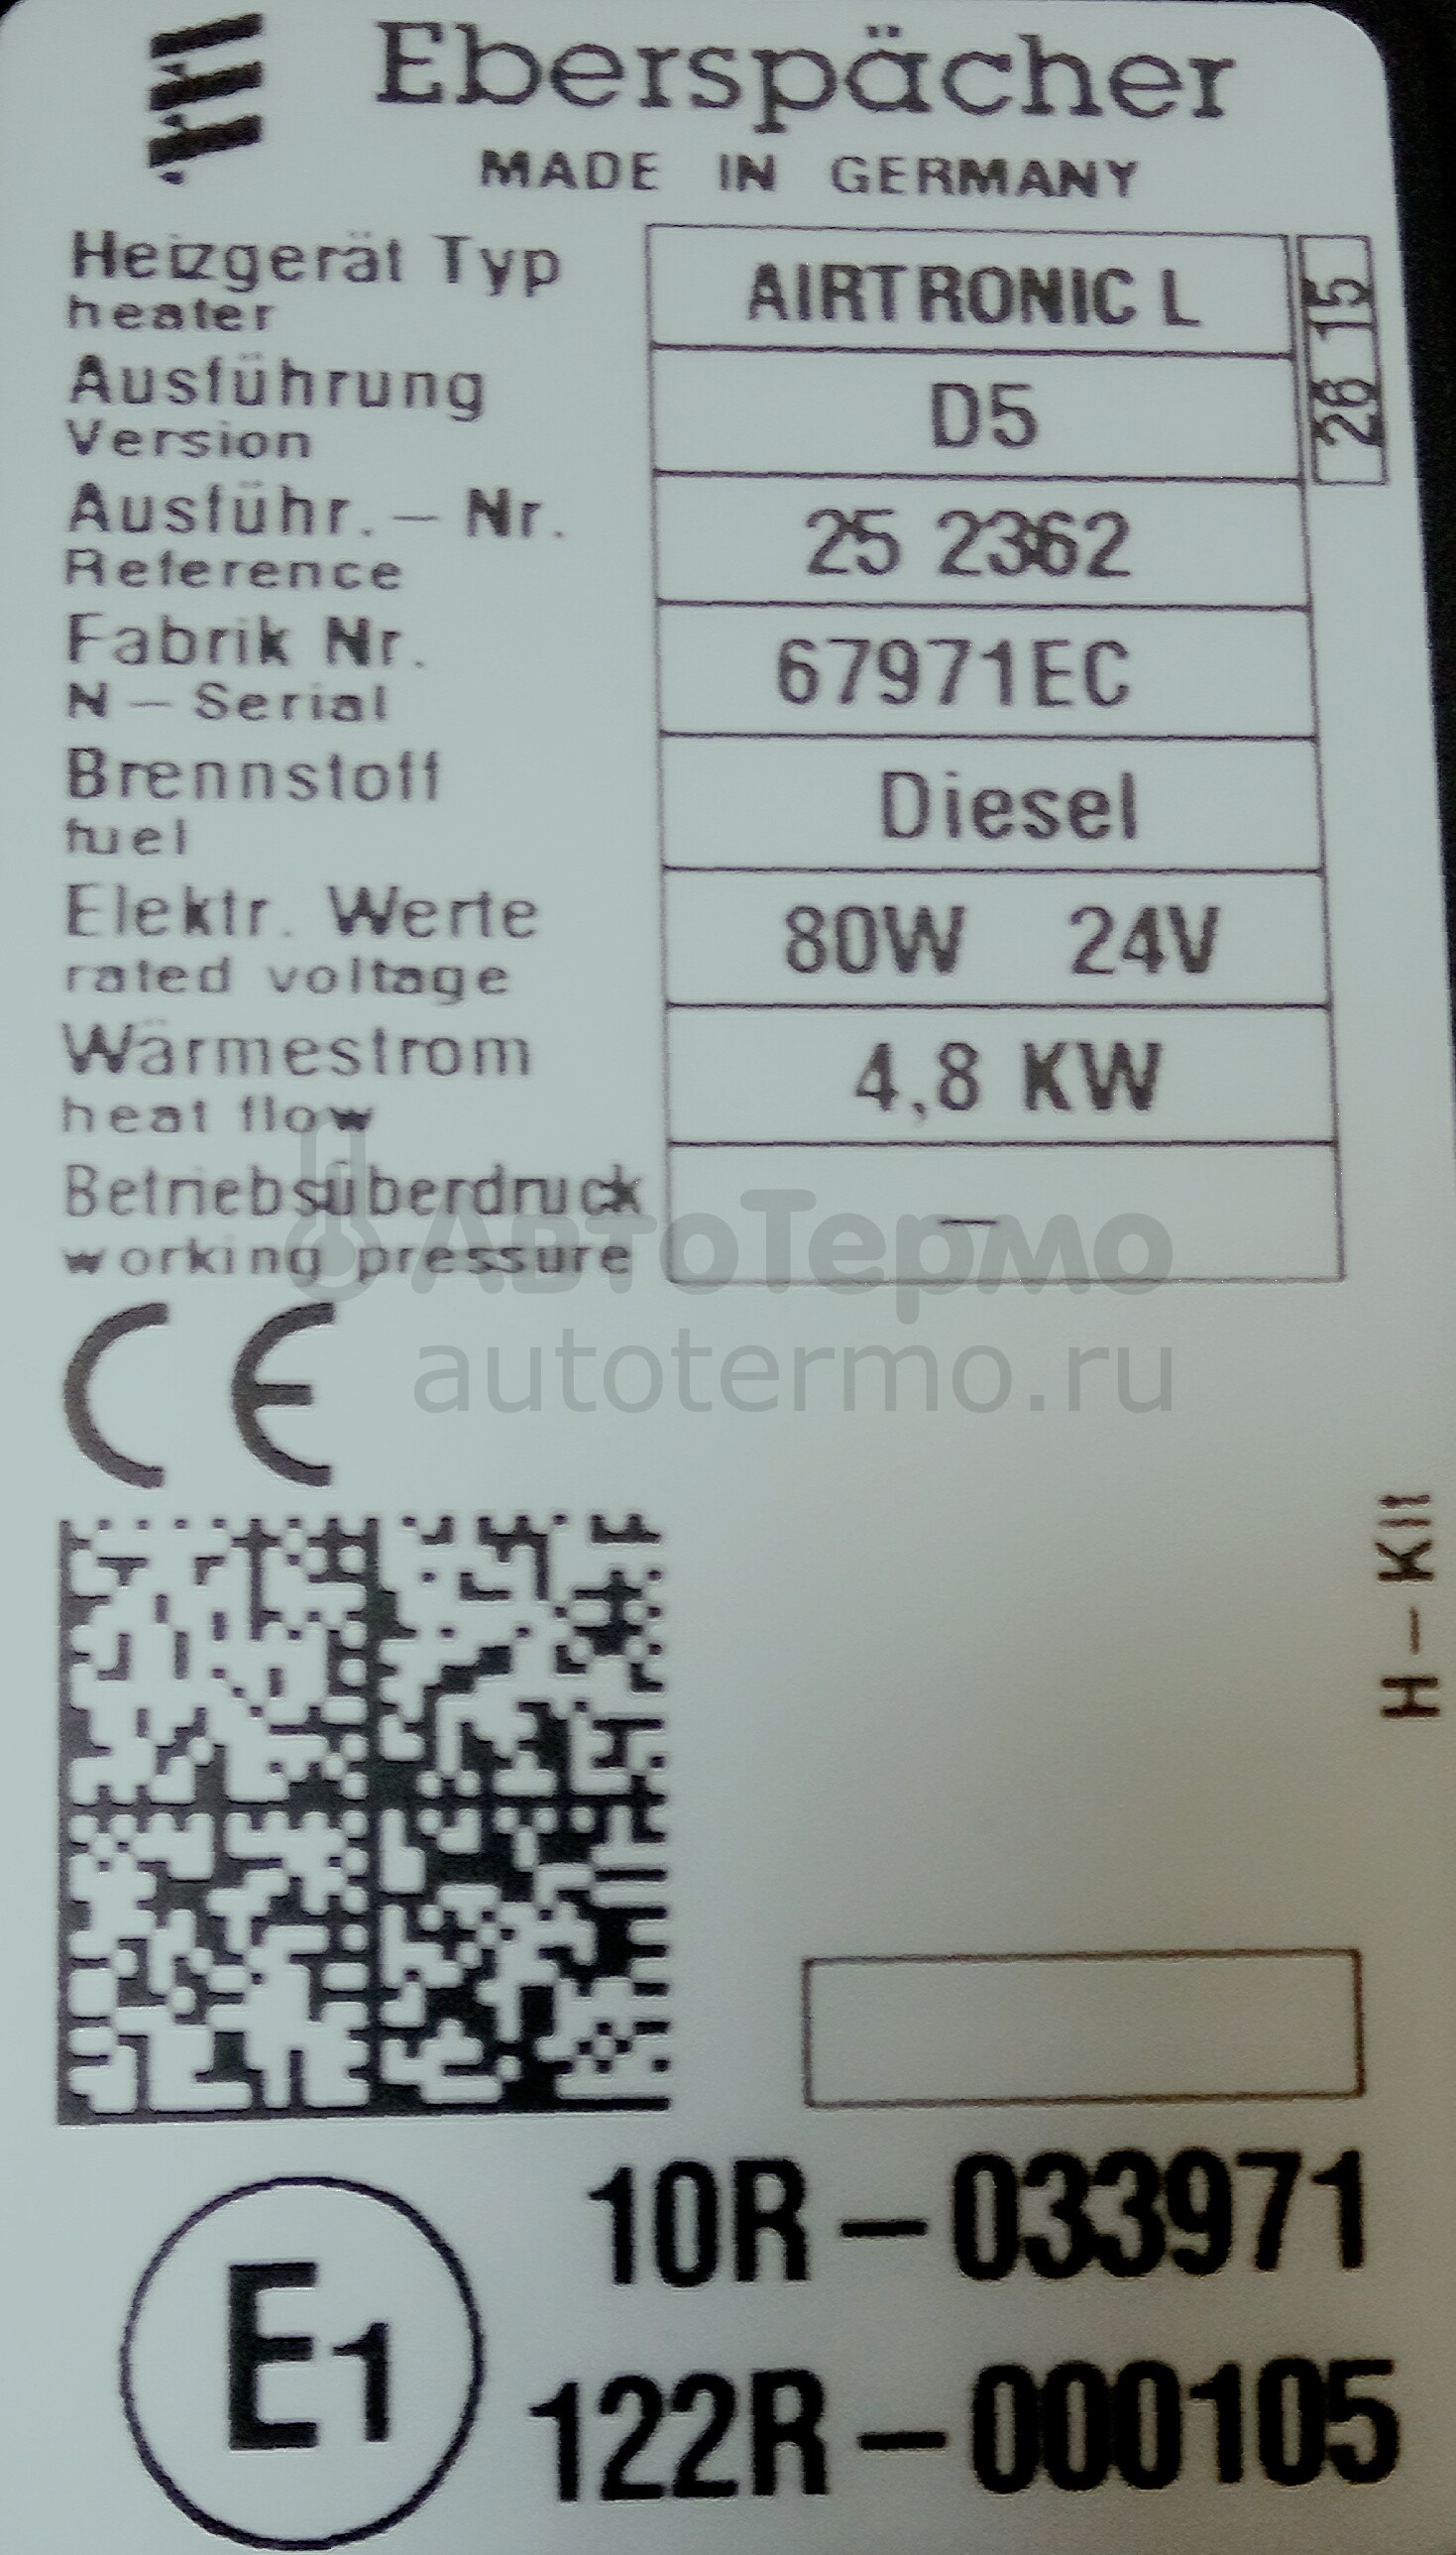 Eberspächer
MADE IN GERMANY
Heizgerät Typ
heater
AIRTRONIC L
26 15
Ausführung
Version
D5
Ausführ. – Nr.
Reference
25 2362
Fabrik Nr.
N – Serial
67971EC
Brennstoff
fuel
Diesel
Elektr. Werte
rated voltage
80W 24V
Wärmestrom
heat flow
4,8 KW
Betriebsüberdruck
working pressure
–
АвтоТермо
autotermo.ru
CE
H – KII
10R – 033971
E1
122R – 000105